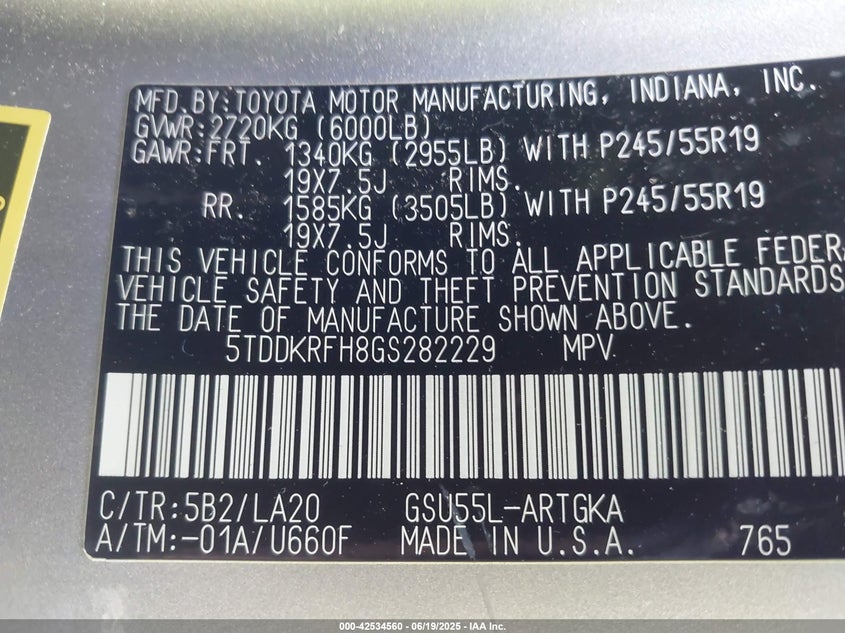 MFD. BY: TOYOTA MOTOR MANUFACTURING, INDIANA, INC.
GVWR: 2720KG (6000LB)
GAWR: FRT. 1340KG (2955LB) WITH P245/55R19
19X7.5J RIMS.
RR. 1585KG (3505LB) WITH P245/55R19
19X7.5J RIMS.
THIS VEHICLE CONFORMS TO ALL APPLICABLE FEDERA
VEHICLE SAFETY AND THEFT PREVENTION STANDARDS
THE DATE OF MANUFACTURE SHOWN ABOVE.
5TDDKRFH8GS282229 MPV
C/TR: 5B2/LA20 GSU55L-ARTGKA
A/TM: -01A/U660F MADE IN U.S.A. 765
000-42534560 - 06/19/2025 - IAA Inc.